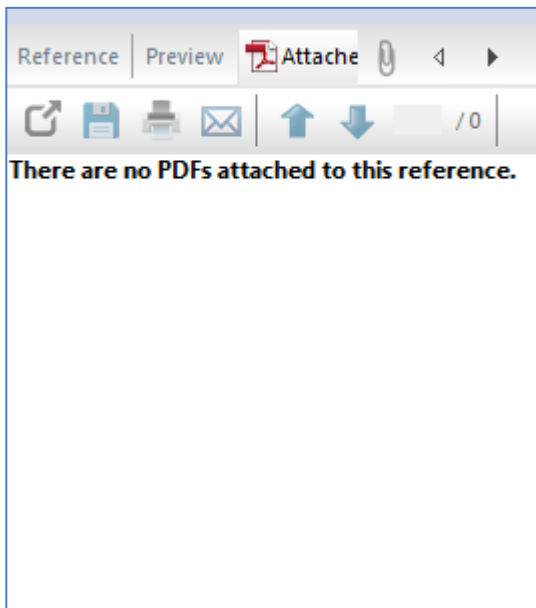 Reference Preview Attache
/ 0
There are no PDFs attached to this reference.